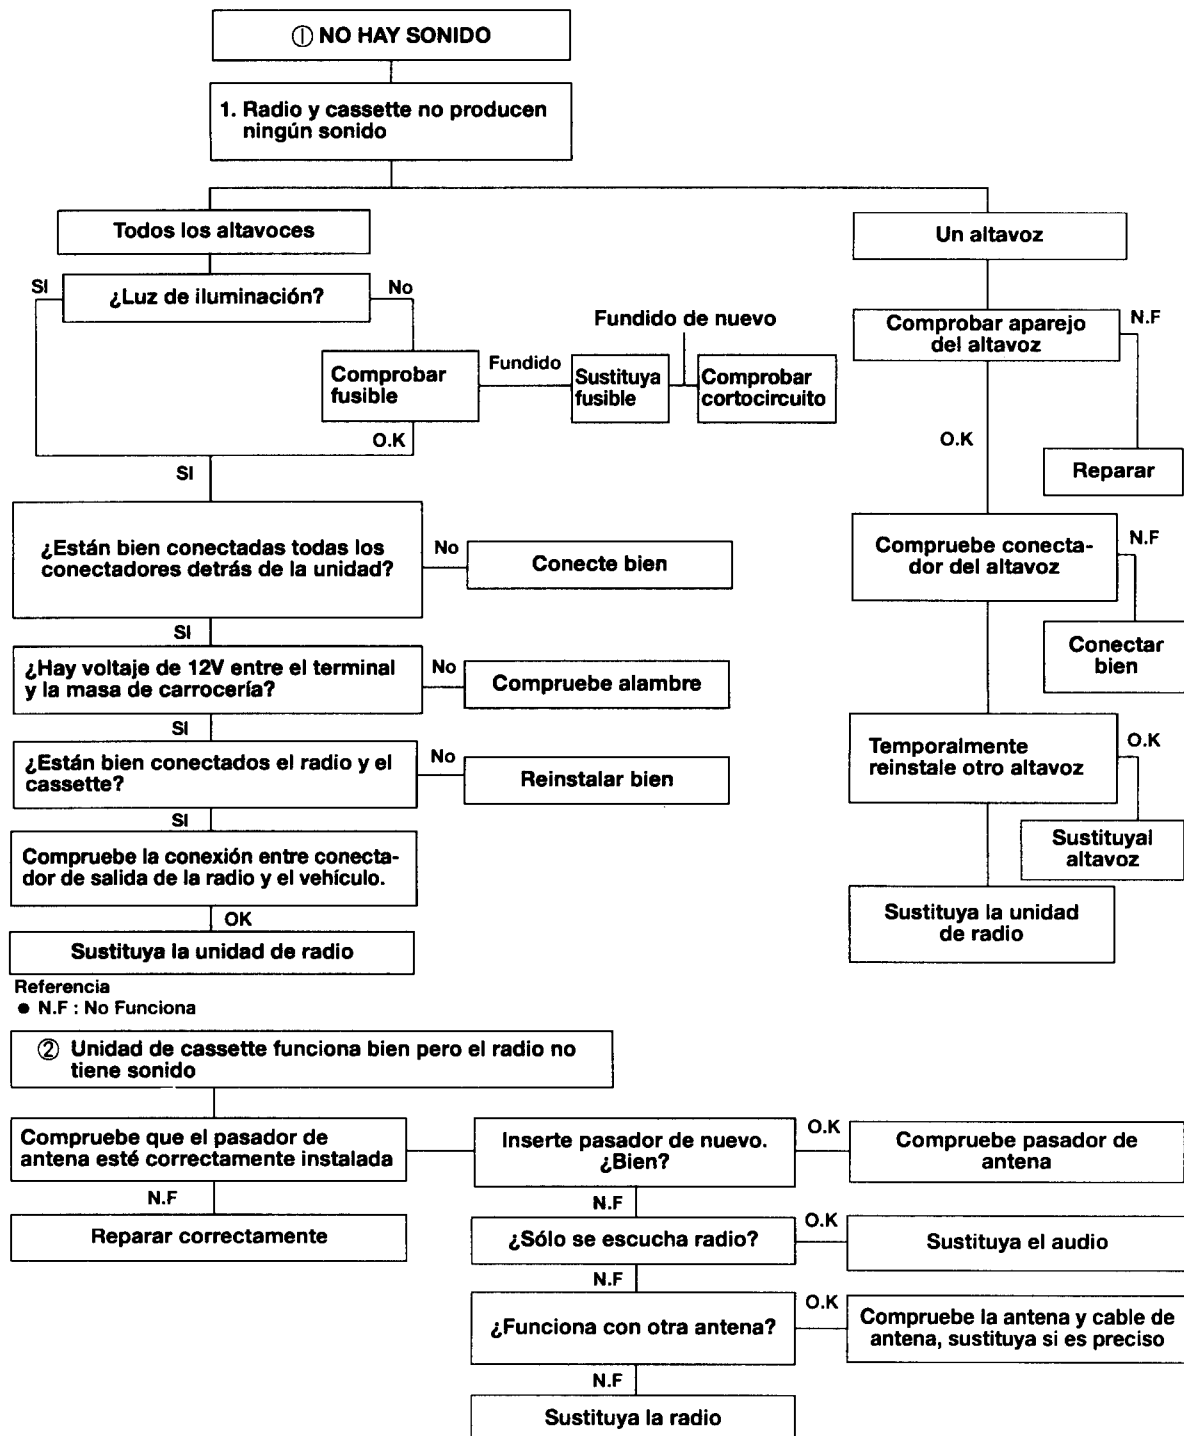 ① NO HAY SONIDO
1. Radio y cassette no producen
ningún sonido
Todos los altavoces
Un altavoz
SI
¿Luz de iluminación?
No
Fundido de nuevo
Comprobar aparejo
del altavoz
N.F
Comprobar
fusible
Fundido
Sustituya
fusible
Comprobar
cortocircuito
O.K
O.K
Reparar
SI
¿Están bien conectadas todas los
conectadores detrás de la unidad?
No
Conecte bien
Compruebe conecta-
dor del altavoz
N.F
SI
Conectar
bien
¿Hay voltaje de 12V entre el terminal
y la masa de carrocería?
No
Compruebe alambre
SI
Temporalmente
reinstale otro altavoz
O.K
¿Están bien conectados el radio y el
cassette?
No
Reinstalar bien
SI
Sustituyal
altavoz
Compruebe la conexión entre conecta-
dor de salida de la radio y el vehículo.
OK
Sustituya la unidad
de radio
Sustituya la unidad de radio
Referencia
● N.F : No Funciona
② Unidad de cassette funciona bien pero el radio no
tiene sonido
Compruebe que el pasador de
antena esté correctamente instalada
Inserte pasador de nuevo.
¿Bien?
O.K
Compruebe pasador de
antena
N.F
N.F
Reparar correctamente
¿Sólo se escucha radio?
O.K
Sustituya el audio
N.F
¿Funciona con otra antena?
O.K
Compruebe la antena y cable de
antena, sustituya si es preciso
N.F
Sustituya la radio